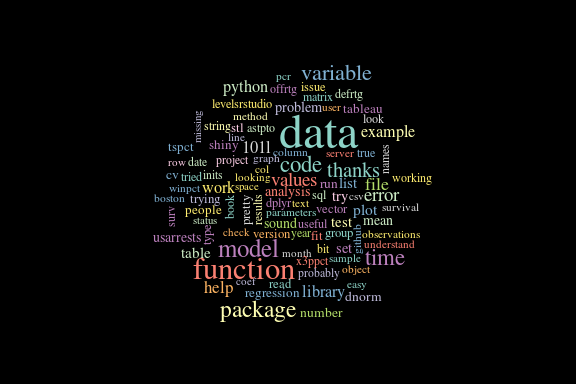 pcr
variable
python
offrtg
issue
matrix
defrtg
levelsrstudio
problem
user
tableau
method
missing
string
stl
astpto
line
data
look
example
tspct
shiny
1011
column
graph
server
true
names
row
date
project
col
code
thanks
cv
tried
inits
looking
values
run
list
file
working
winpct
work
space
analysis
sql
try
csv
error
boston
trying
book
pretty
results
dplyr
text
surv
people
parameters
vector
plot
survival
status
sound
useful
test
mean
usarrests
type
check
version
year
fit
group
github
observations
table
model
month
bit
set
understand
time
function
x3ppct
sample
probably
object
help
coef
read
easy
regression
library
dnorm
package
number